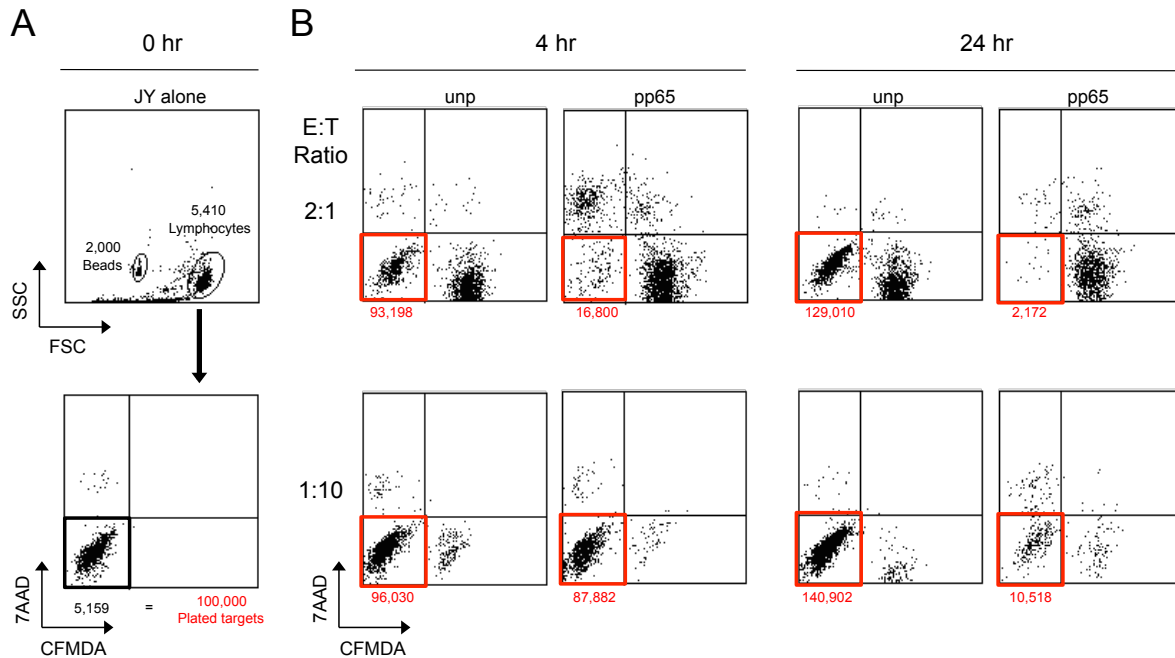 A
B
0 hr
4 hr
24 hr
JY alone
unp
pp65
unp
pp65
E:T
Ratio
2:1
5,410
Lymphocytes
2,000
Beads
SSC
FSC
93,198
16,800
129,010
2,172
1:10
7AAD
CFMDA
5,159
=
100,000
Plated targets
7AAD
CFMDA
96,030
87,882
140,902
10,518